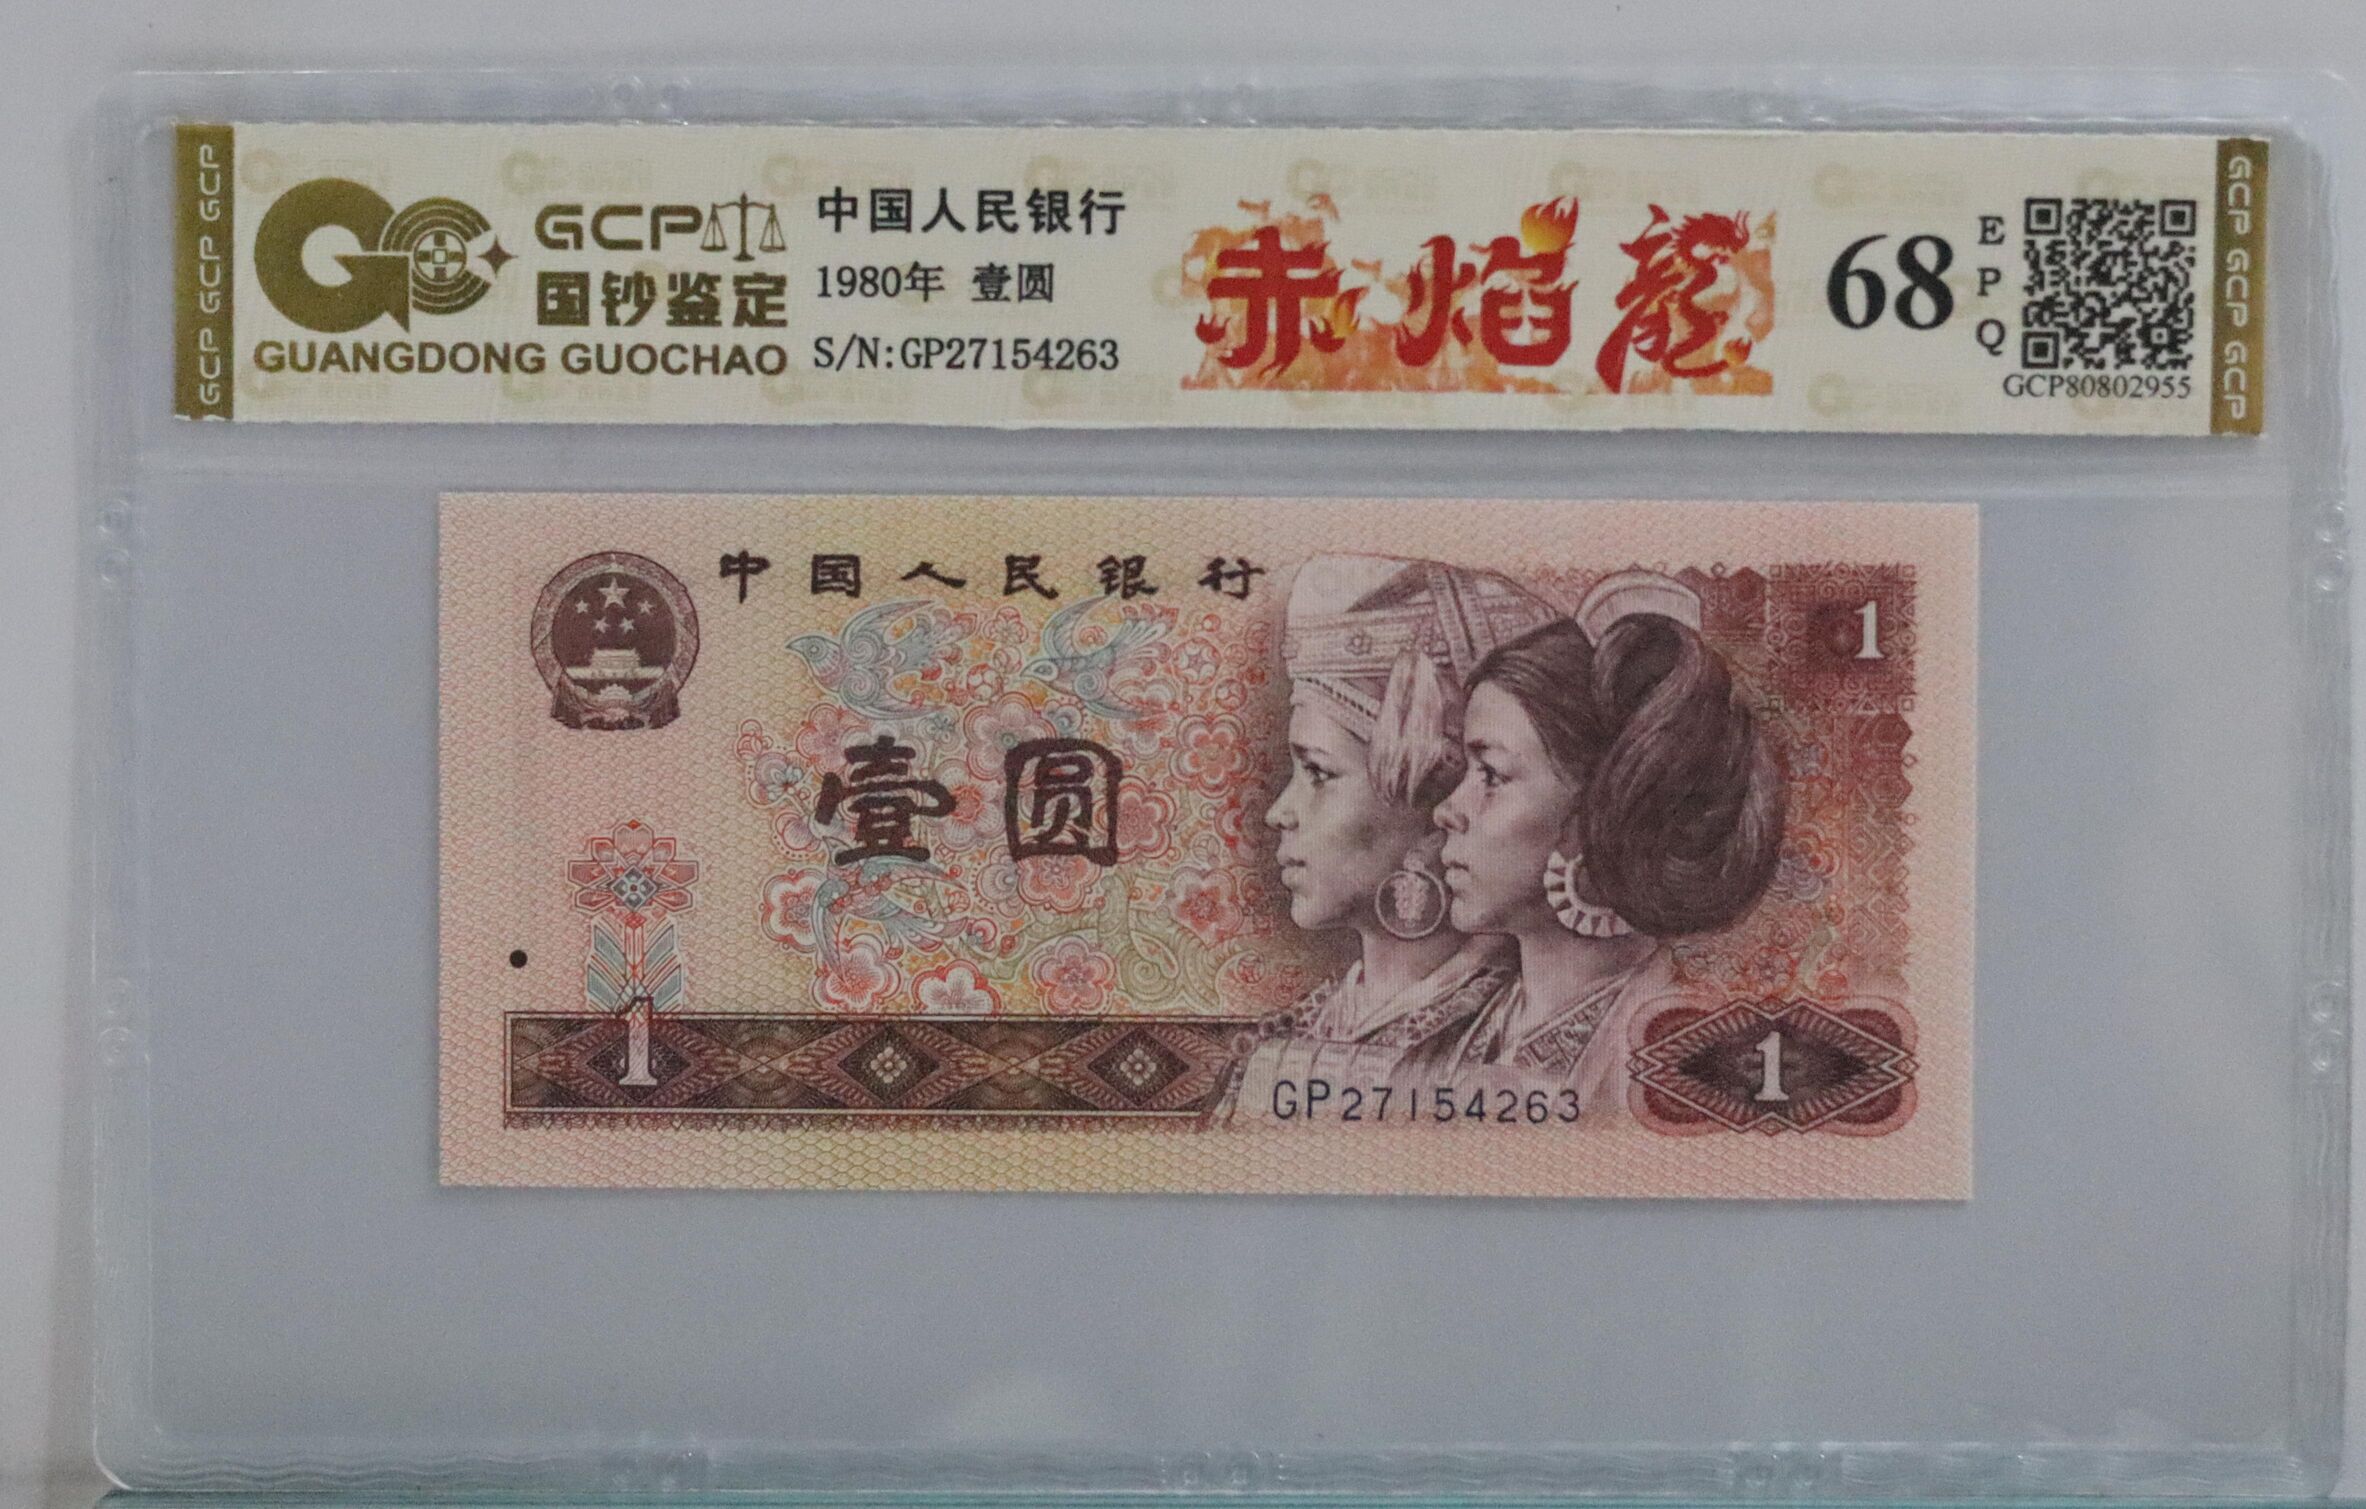 GCP GCP GCP
GCP
国钞鉴定
GUANGDONG GUOCHAO
中国人民银行
1980年 壹圆
S/N:GP27154263
赤焰龍
68
EPQ
GCP80802955
GCP GCP GCP
中国人民银行
1
壹圆
1
1
GP27154263